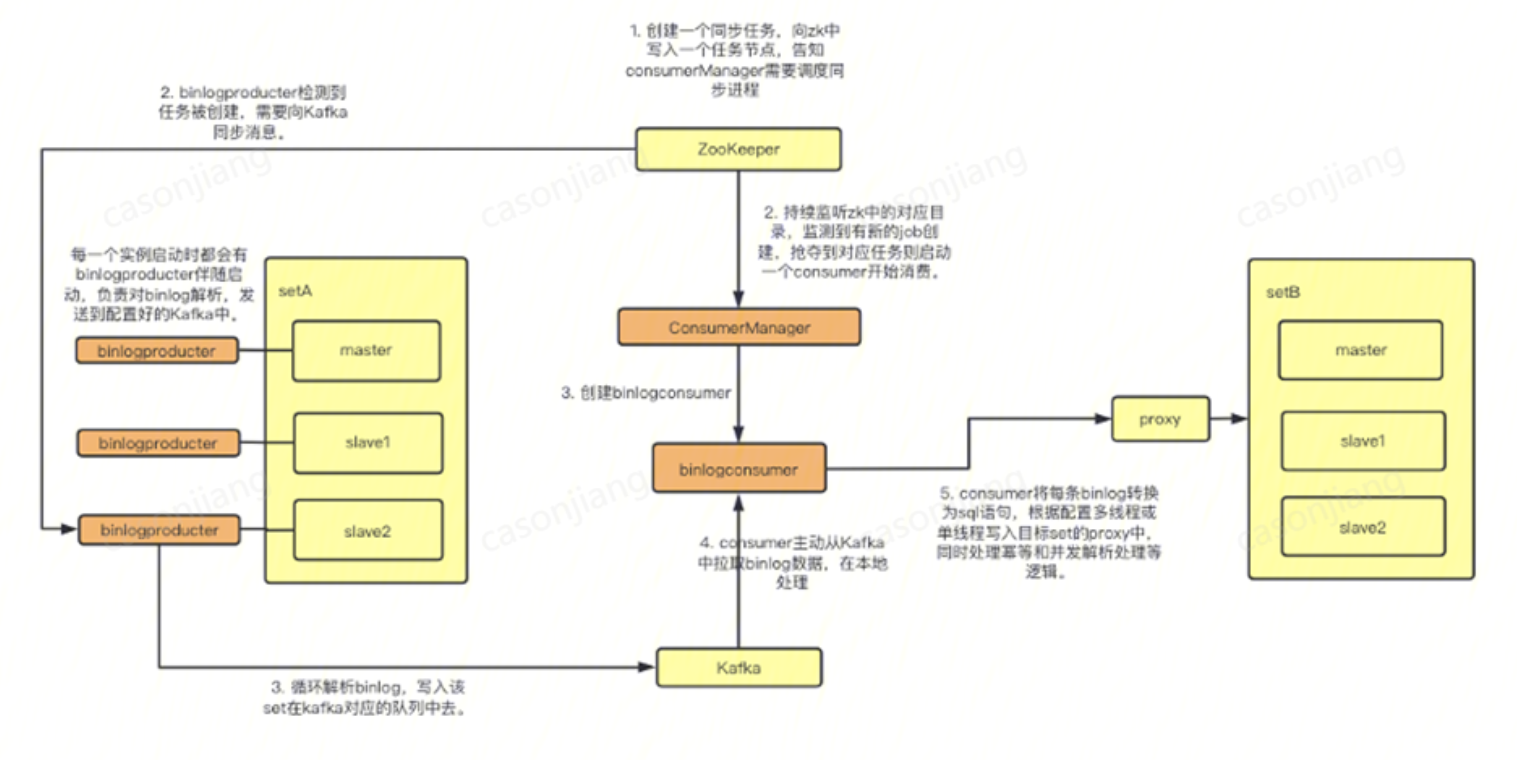 1. 创建一个同步任务，向zk中
写入一个任务节点，告知
consumerManager需要调度同
步进程
2. binlogproducter检测到
任务被创建，需要向Kafka
同步消息。
ZooKeeper
casonjiang
casonjiang
casonjiang
casonjiang
2. 持续监听zk中的对应目
录，监测到有新的job创
建，抢夺到对应任务则启动
一个consumer开始消费。
每一个实例启动时都会有
binlogproducter伴随启
动，负责对binlog解析，发
送到配置好的Kafka中。
setA
master
slave1
slave2
binlogproducter
binlogproducter
binlogproducter
ConsumerManager
3. 创建binlogconsumer
binlogconsumer
proxy
setB
master
slave1
slave2
casonjiang
casonjiang
casonjiang
casonjiang
4. consumer主动从Kafka
中拉取binlog数据，在本地
处理
5. consumer将每条binlog转换
为sql语句，根据配置多线程或
单线程写入目标set的proxy中，
同时处理幂等和并发解析处理等
逻辑。
Kafka
3. 循环解析binlog，写入该
set在kafka对应的队列中去。